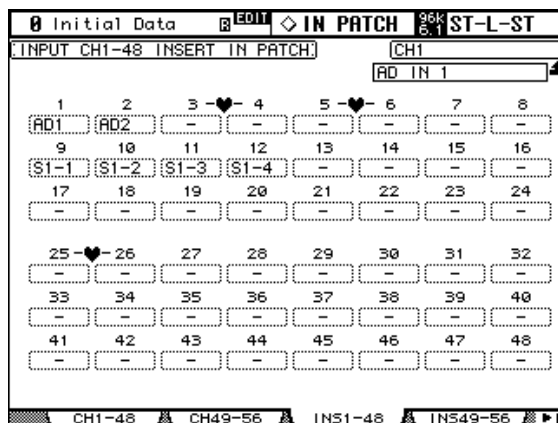 0 Initial Data R EDIT ◇ IN PATCH 96k 6.1 ST-L-ST
INPUT CH1-48 INSERT IN PATCH CH1
AD IN 1
1 2 3 -♥- 4 5 -♥- 6 7 8
AD1 AD2 - - - - - -
9 10 11 12 13 14 15 16
S1-1 S1-2 S1-3 S1-4 - - - -
17 18 19 20 21 22 23 24
- - - - - - - -
25 -♥- 26 27 28 29 30 31 32
- - - - - - - -
33 34 35 36 37 38 39 40
- - - - - - - -
41 42 43 44 45 46 47 48
- - - - - - - -
CH1-48 CH49-56 INS1-48 INS49-56